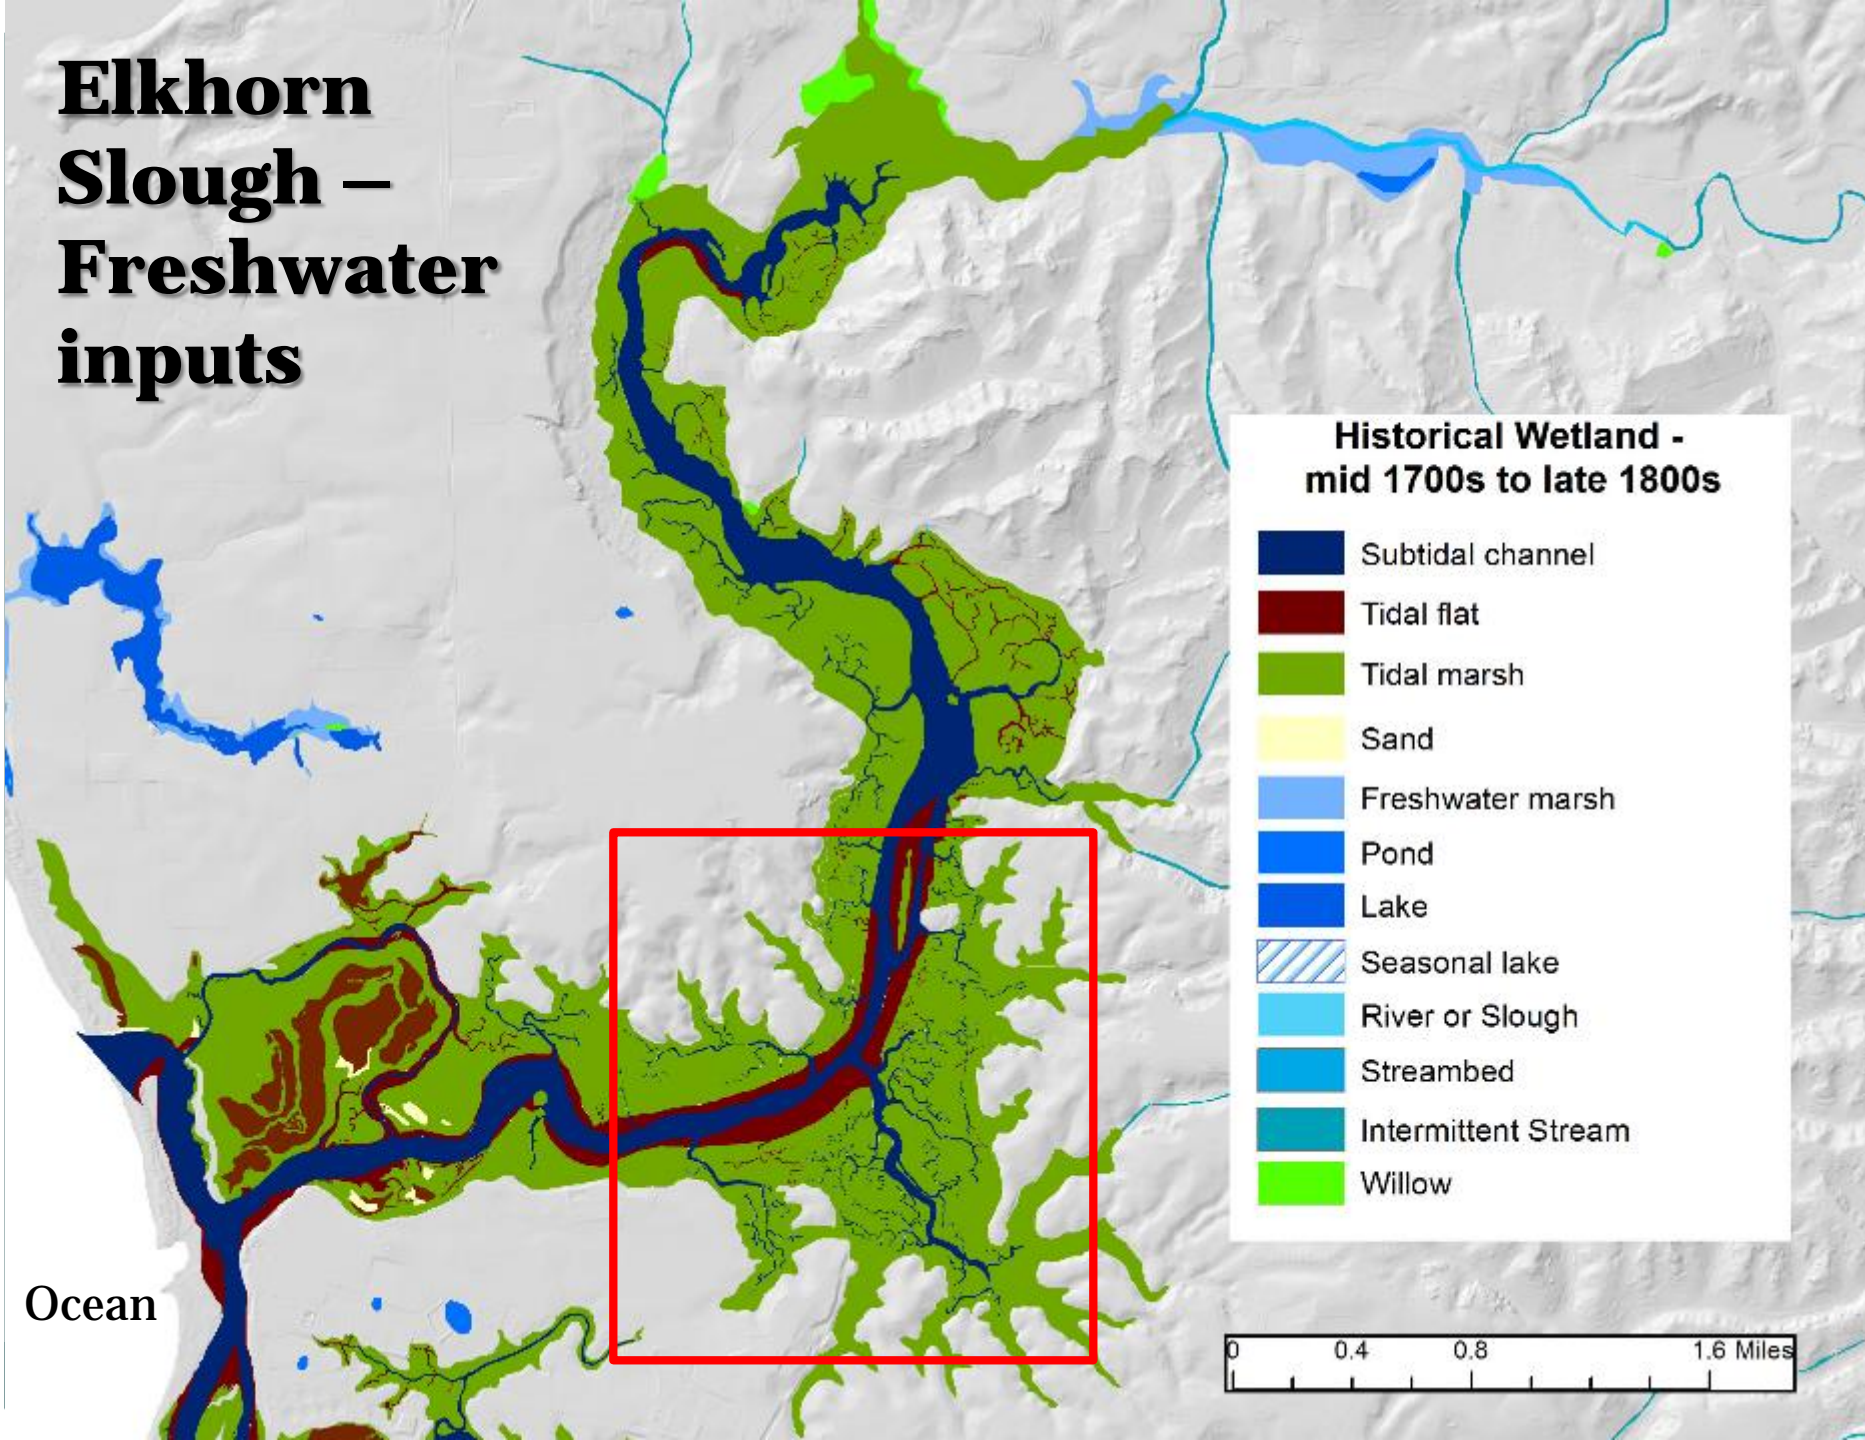 Elkhorn
Slough –
Freshwater
inputs
Historical Wetland -
mid 1700s to late 1800s
Subtidal channel
Tidal flat
Tidal marsh
Sand
Freshwater marsh
Pond
Lake
Seasonal lake
River or Slough
Streambed
Intermittent Stream
Willow
Ocean
0 0.4 0.8 1.6 Miles